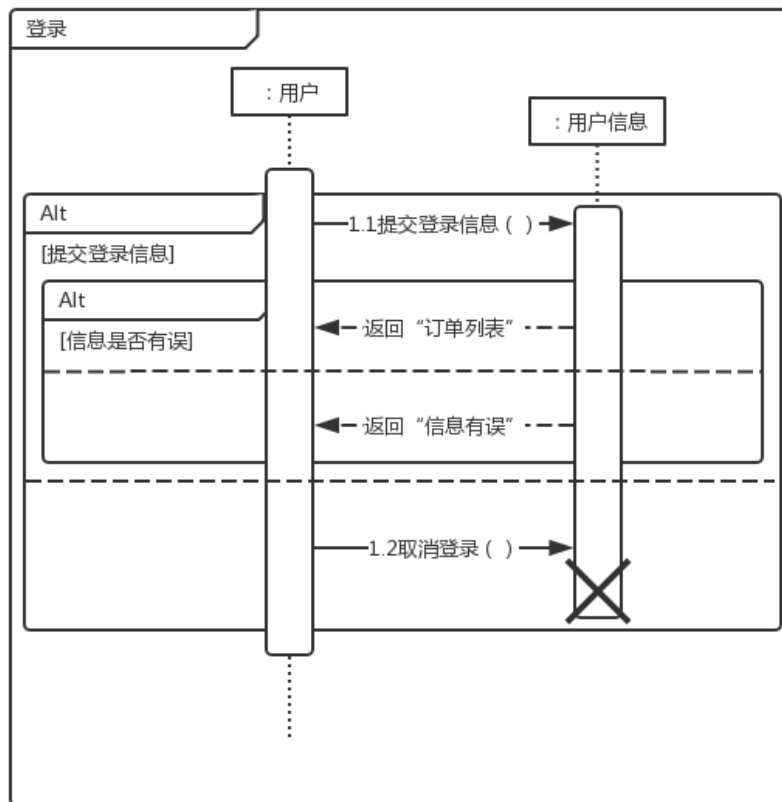 登录
：用户
：用户信息
Alt
1.1提交登录信息（ ）
[提交登录信息]
Alt
返回“订单列表”
[信息是否有误]
返回“信息有误”
1.2取消登录（ ）